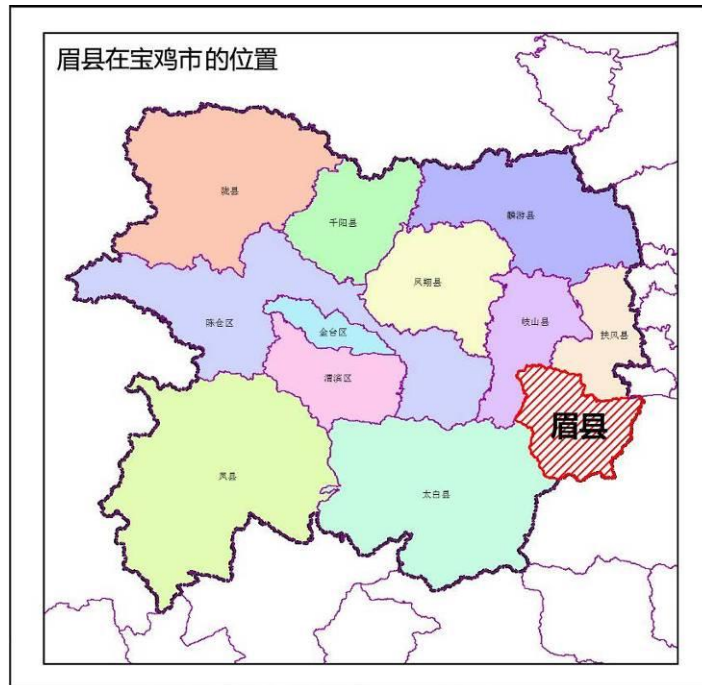 眉县在宝鸡市的位置
陇县
千阳县
麟游县
凤翔县
陈仓区
金台区
岐山县
扶风县
渭滨区
眉县
凤县
太白县